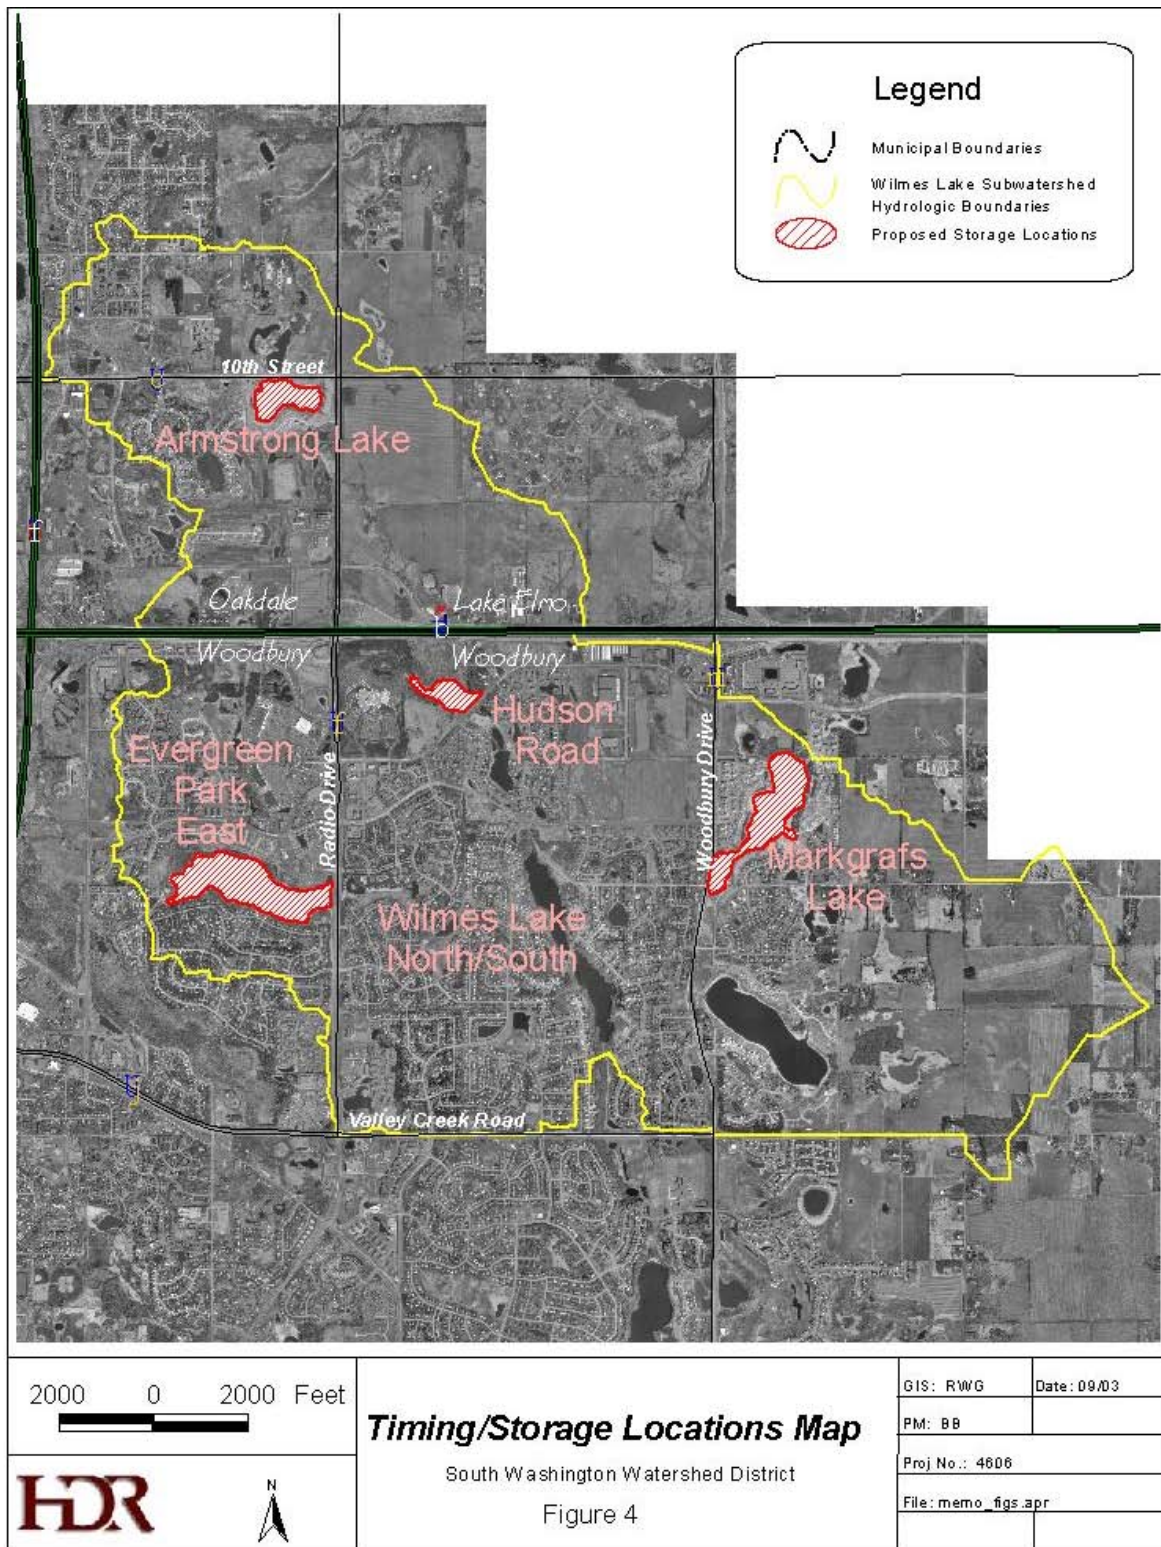 Legend
Municipal Boundaries
Wilmes Lake Subwatershed
Hydrologic Boundaries
Proposed Storage Locations
10th Street
Armstrong Lake
Oakdale
Lake Elmo
Woodbury
Woodbury
Hudson
Road
Evergreen
Park
East
Radio Drive
Woodbury Drive
Markgrafs
Lake
Wilmes Lake
North/South
Valley Creek Road
2000 0 2000 Feet
HDR
N
Timing/Storage Locations Map
South Washington Watershed District
Figure 4
GIS: RWG
Date: 09/03
PM: BB
Proj No.: 4606
File: memo_figs.apr